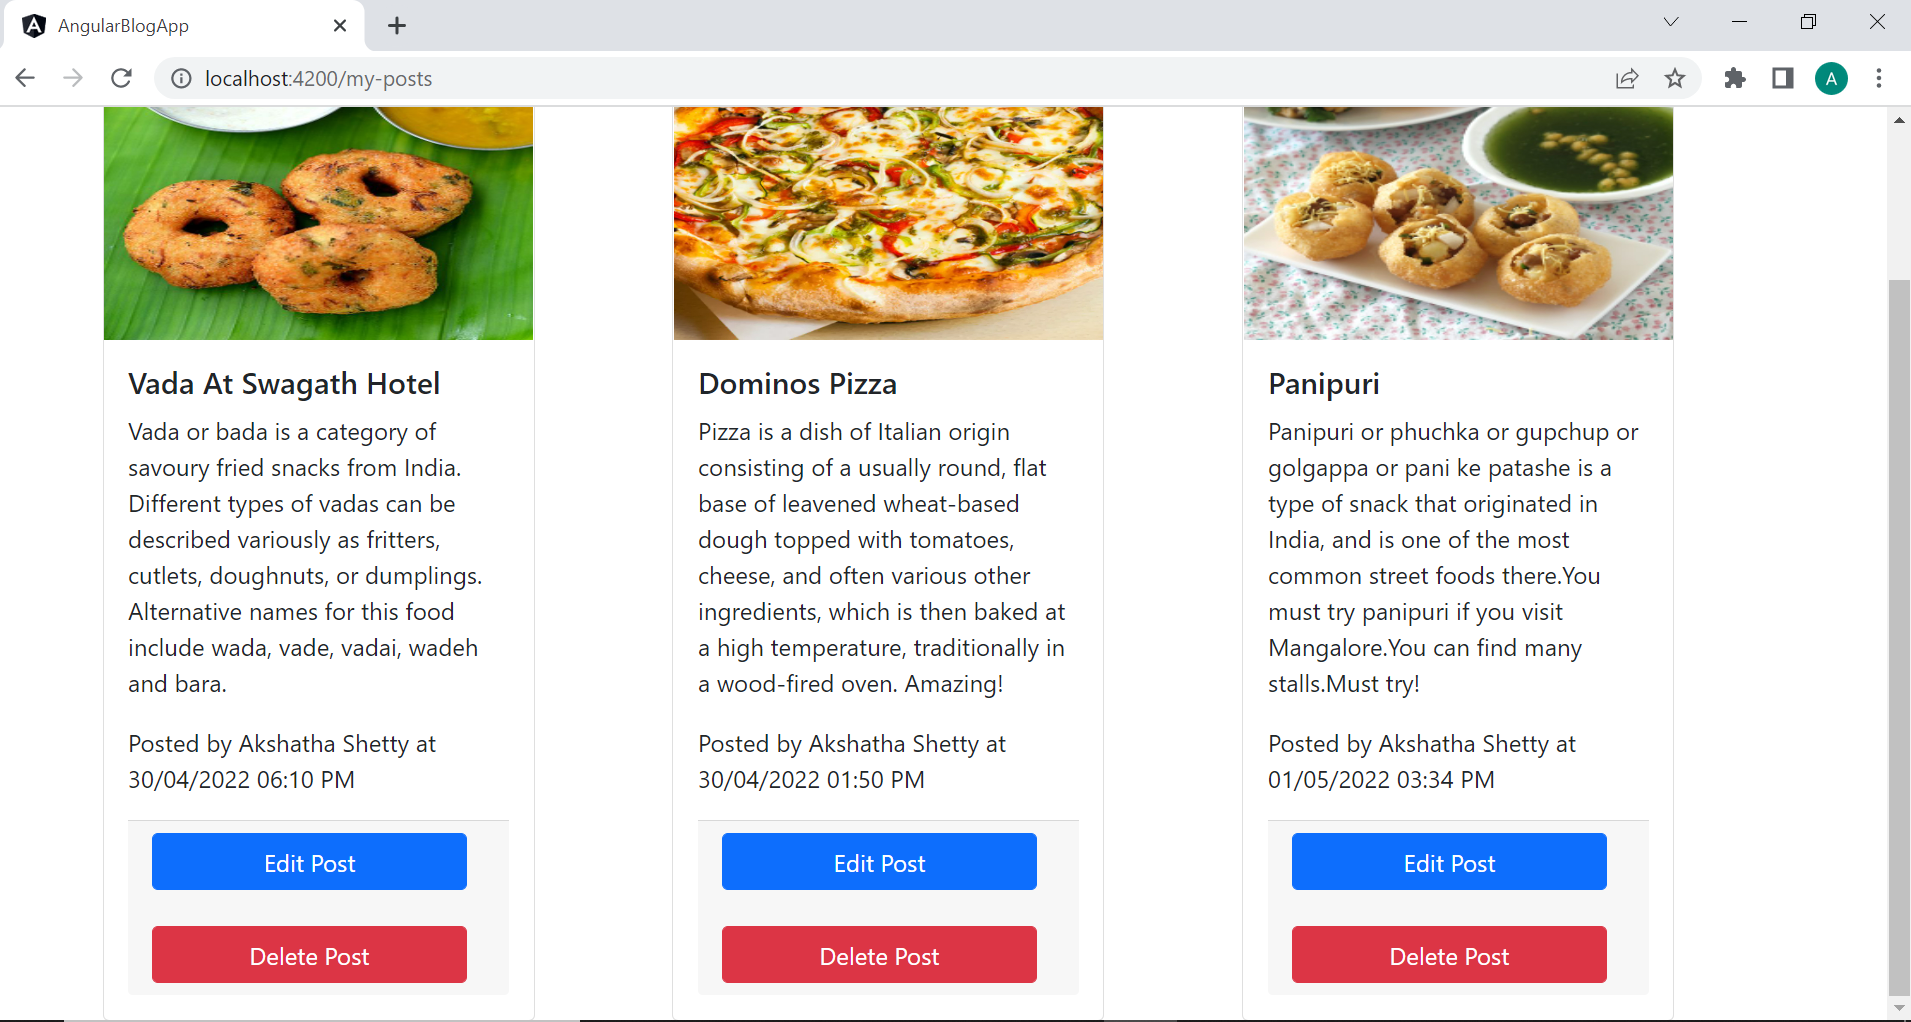 AngularBlogApp
localhost:4200/my-posts
A
Vada At Swagath Hotel
Vada or bada is a category of
savoury fried snacks from India.
Different types of vadas can be
described variously as fritters,
cutlets, doughnuts, or dumplings.
Alternative names for this food
include wada, vade, vadai, wadeh
and bara.
Posted by Akshatha Shetty at
30/04/2022 06:10 PM
Edit Post
Delete Post
Dominos Pizza
Pizza is a dish of Italian origin
consisting of a usually round, flat
base of leavened wheat-based
dough topped with tomatoes,
cheese, and often various other
ingredients, which is then baked at
a high temperature, traditionally in
a wood-fired oven. Amazing!
Posted by Akshatha Shetty at
30/04/2022 01:50 PM
Edit Post
Delete Post
Panipuri
Panipuri or phuchka or gupchup or
golgappa or pani ke patashe is a
type of snack that originated in
India, and is one of the most
common street foods there.You
must try panipuri if you visit
Mangalore.You can find many
stalls.Must try!
Posted by Akshatha Shetty at
01/05/2022 03:34 PM
Edit Post
Delete Post